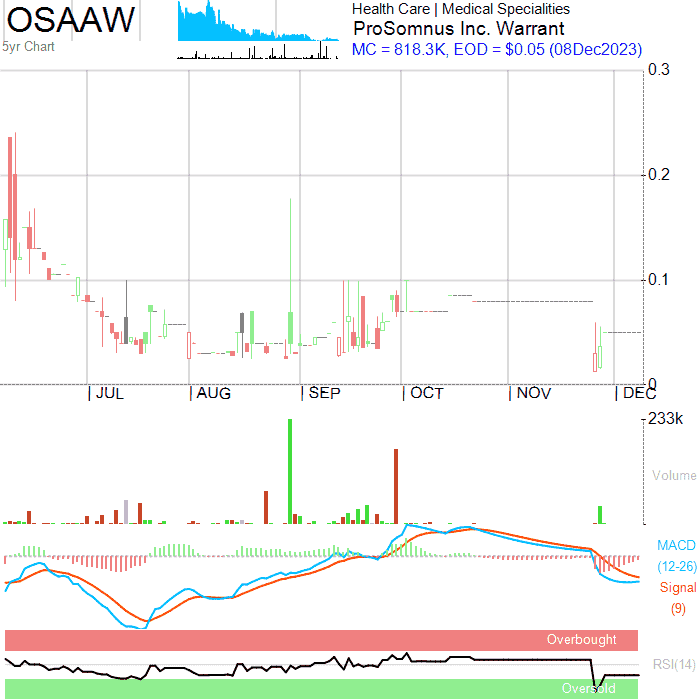 OSAAW
5yr Chart
Health Care | Medical Specialities
ProSomnus Inc. Warrant
MC = 818.3K, EOD = $0.05 (08Dec2023)
0.3
0.2
0.1
0
JUL AUG SEP OCT NOV DEC
233k
Volume
MACD
(12-26)
Signal
(9)
Overbought
RSI(14)
Oversold